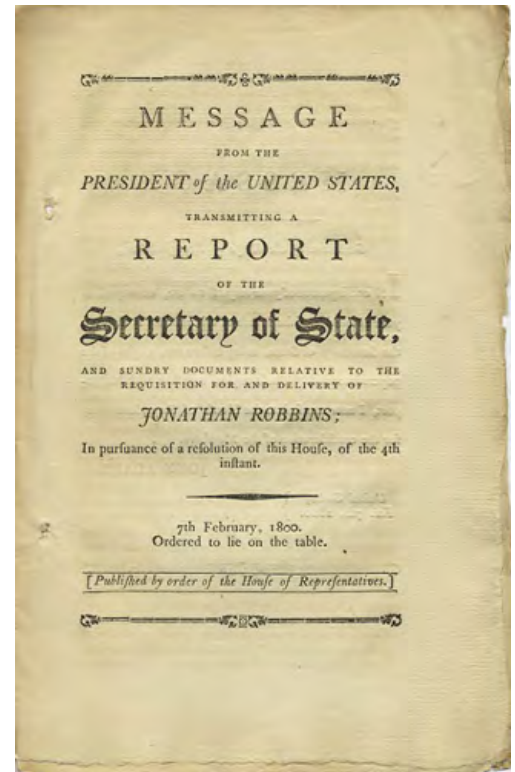 MESSAGE
FROM THE
PRESIDENT of the UNITED STATES,
TRANSMITTING A
REPORT
OF THE
Secretary of State,
AND SUNDRY DOCUMENTS RELATIVE TO THE
REQUISITION FOR AND DELIVERY OF
JONATHAN ROBBINS;
In purſuance of a reſolution of this Houſe, of the 4th
inſtant.
7th February, 1800.
Ordered to lie on the table.
[Publiſhed by order of the Houſe of Repreſentatives.]